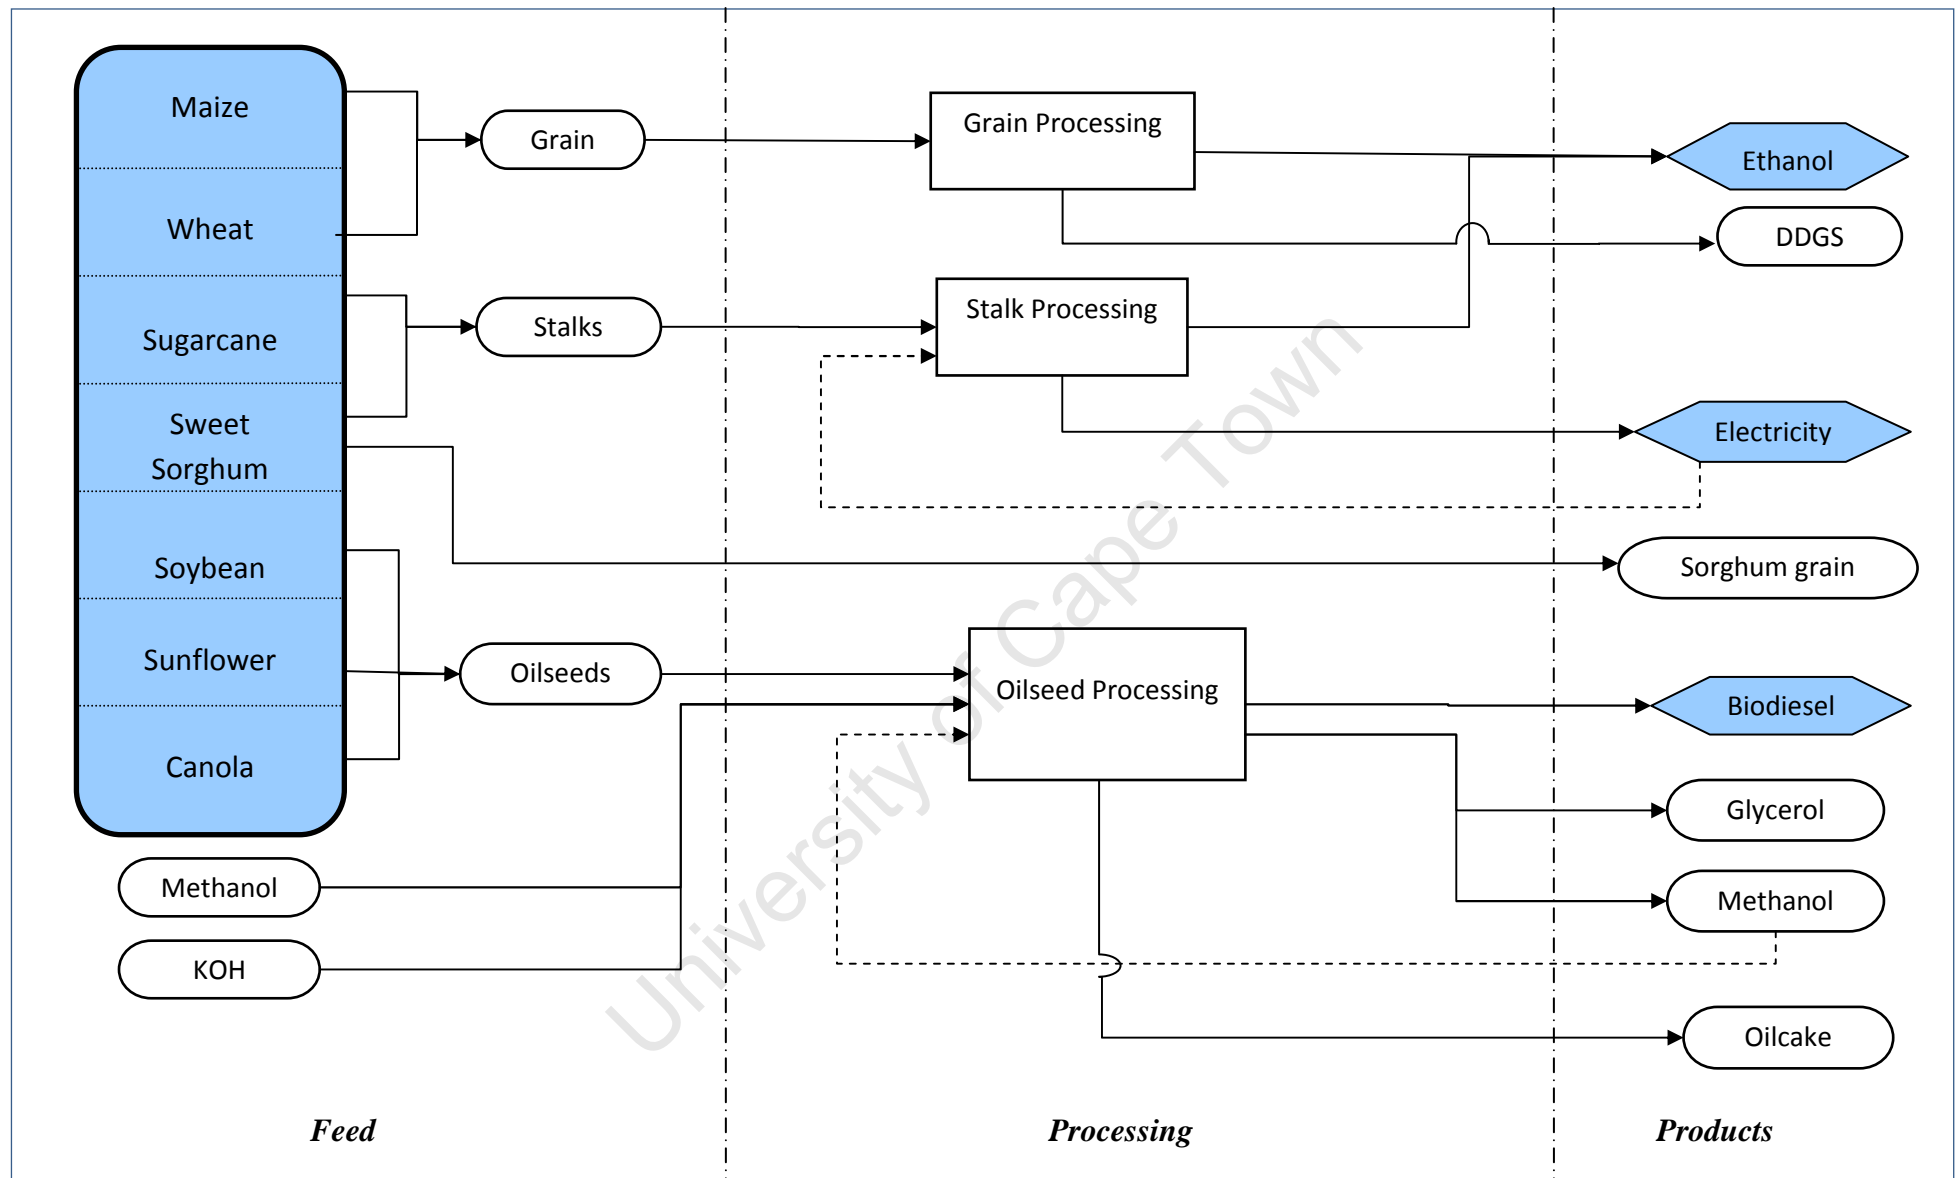 Maize
Wheat
Sugarcane
Sweet
Sorghum
Soybean
Sunflower
Canola
Methanol
KOH
Grain
Stalks
Oilseeds
Grain Processing
Stalk Processing
Oilseed Processing
Ethanol
DDGS
Electricity
Sorghum grain
Biodiesel
Glycerol
Methanol
Oilcake
Feed
Processing
Products
University of Cape Town